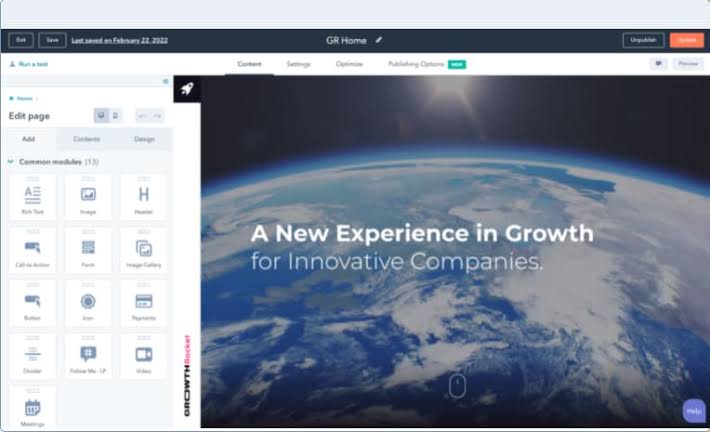 Exit
Save
Last saved on February 22, 2022
GR Home
Unpublish
Update
Run a test
Content
Settings
Optimize
Publishing Options
NEW
Preview
Home
Edit page
Add
Contents
Design
Common modules (13)
Rich Text
Image
Header
Call-to-Action
Form
Image Gallery
Button
Icon
Payments
Divider
Follow Me - LP
Video
Meetings
A New Experience in Growth
for Innovative Companies.
GROWTHRocket
Help